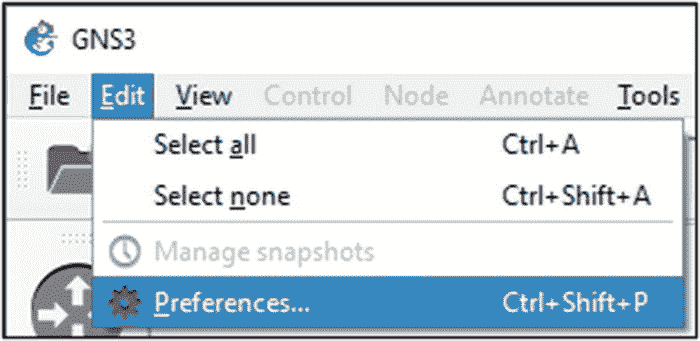 GNS3
File Edit View Control Node Annotate Tools
Select all Ctrl+A
Select none Ctrl+Shift+A
Manage snapshots
Preferences... Ctrl+Shift+P